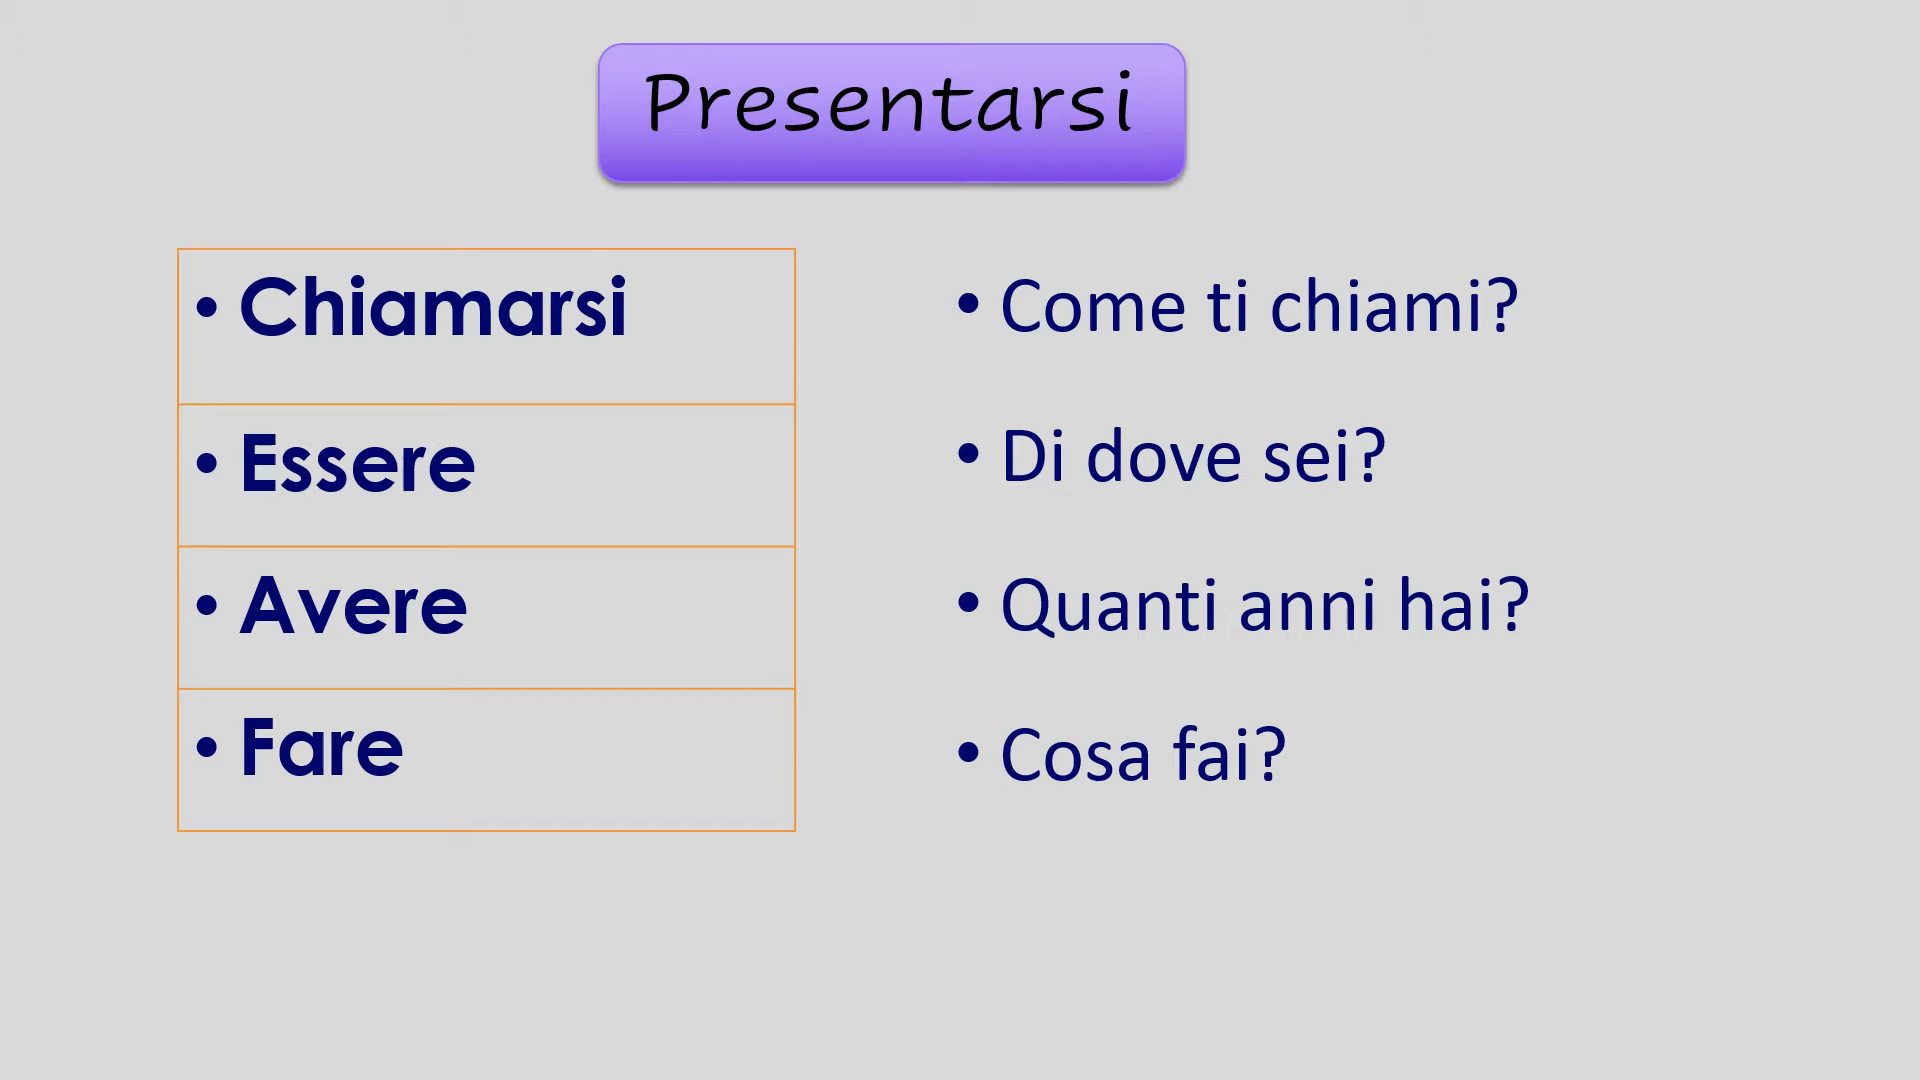 Presentarsi
• Chiamarsi
• Essere
• Avere
• Fare
• Come ti chiami?
• Di dove sei?
• Quanti anni hai?
• Cosa fai?